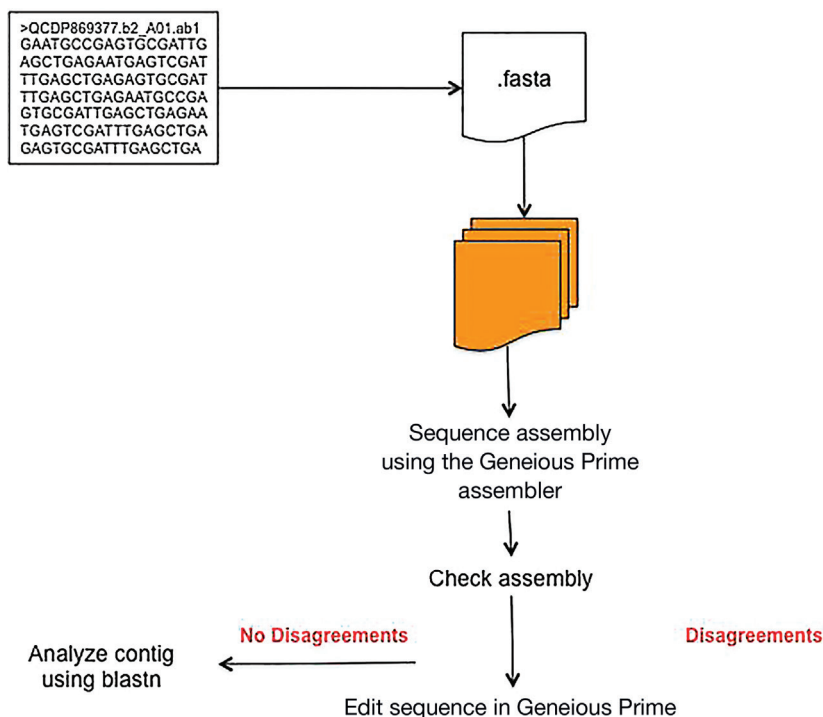 >QCDP869377.b2_A01.ab1
GAATGCCGAGTGCGATTG
AGCTGAGAATGAGTCGAT
TTGAGCTGAGAGTGCGAT
TTGAGCTGAGAATGCCGA
GTGCGATTGAGCTGAGAA
TGAGTCGATTTGAGCTGA
GAGTGCGATTTGAGCTGA
.fasta
Sequence assembly
using the Geneious Prime
assembler
Check assembly
No Disagreements
Disagreements
Analyze contig
using blastn
Edit sequence in Geneious Prime